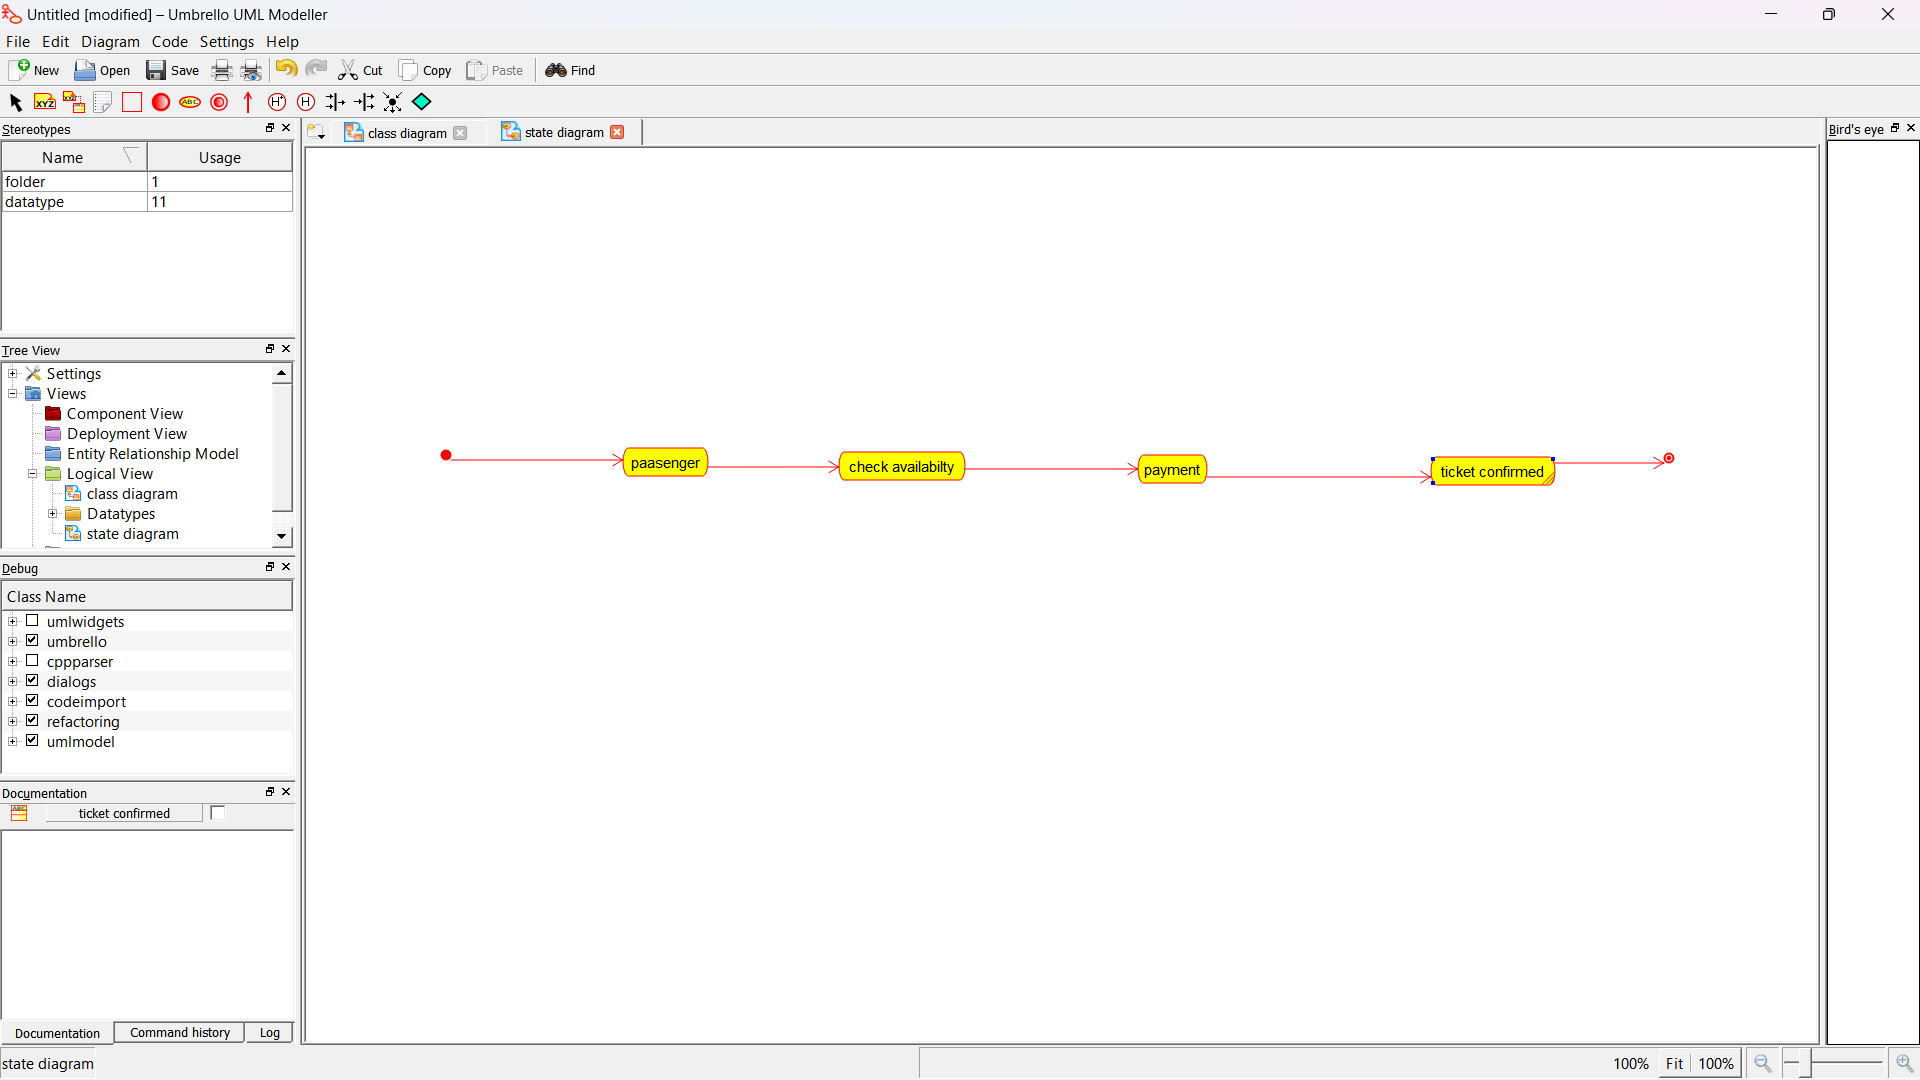 Untitled [modified] – Umbrello UML Modeller
File Edit Diagram Code Settings Help
New Open Save Cut Copy Paste Find
XYZ XYZ ABC H* H
Stereotypes
Name Usage
folder 1
datatype 11
Tree View
Settings
Views
Component View
Deployment View
Entity Relationship Model
Logical View
class diagram
Datatypes
state diagram
Debug
Class Name
umlwidgets
umbrello
cppparser
dialogs
codeimport
refactoring
umlmodel
Documentation
ABC ticket confirmed
Documentation Command history Log
class diagram state diagram
paasenger check availabilty payment ticket confirmed
Bird's eye
state diagram 100% Fit 100%